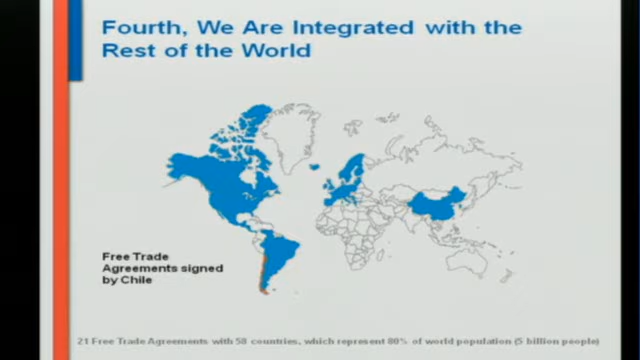 Fourth, We Are Integrated with the
Rest of the World
Free Trade
Agreements signed
by Chile
21 Free Trade Agreements with 58 countries, which represent 80% of world population (5 billion people)